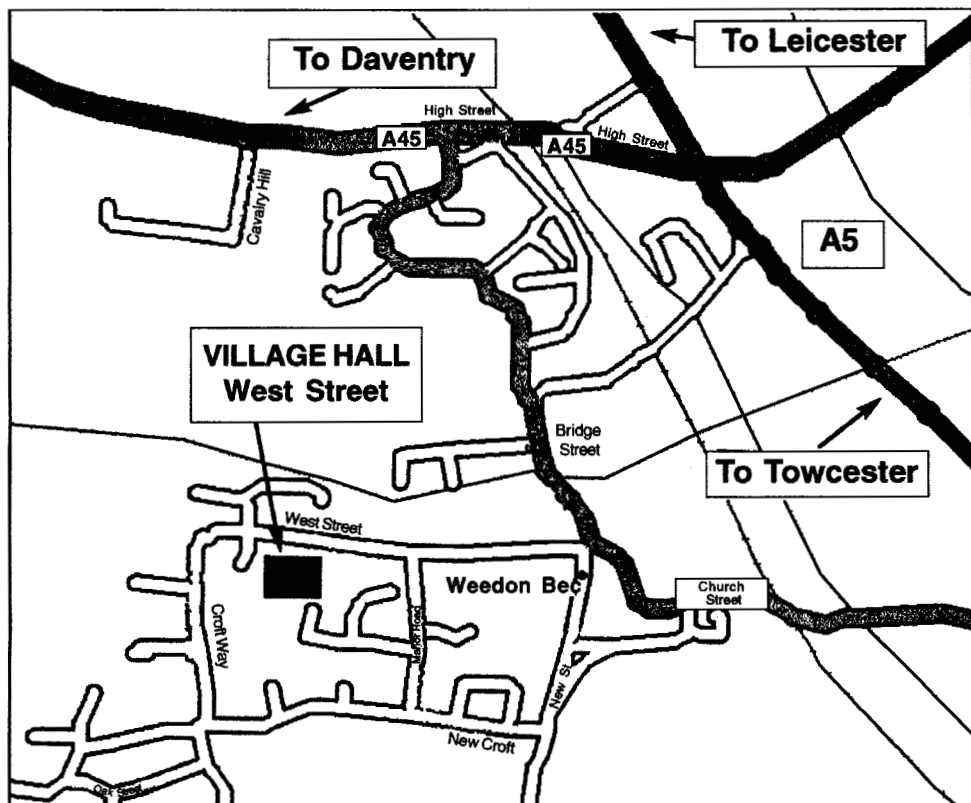 To Daventry
To Leicester
High Street
A45
A45
High Street
Cavalry Hill
A5
VILLAGE HALL
West Street
Bridge
Street
To Towcester
West Street
Weedon Bec
Church
Street
Croft Way
Manor Road
New St
New Croft
Oak Street